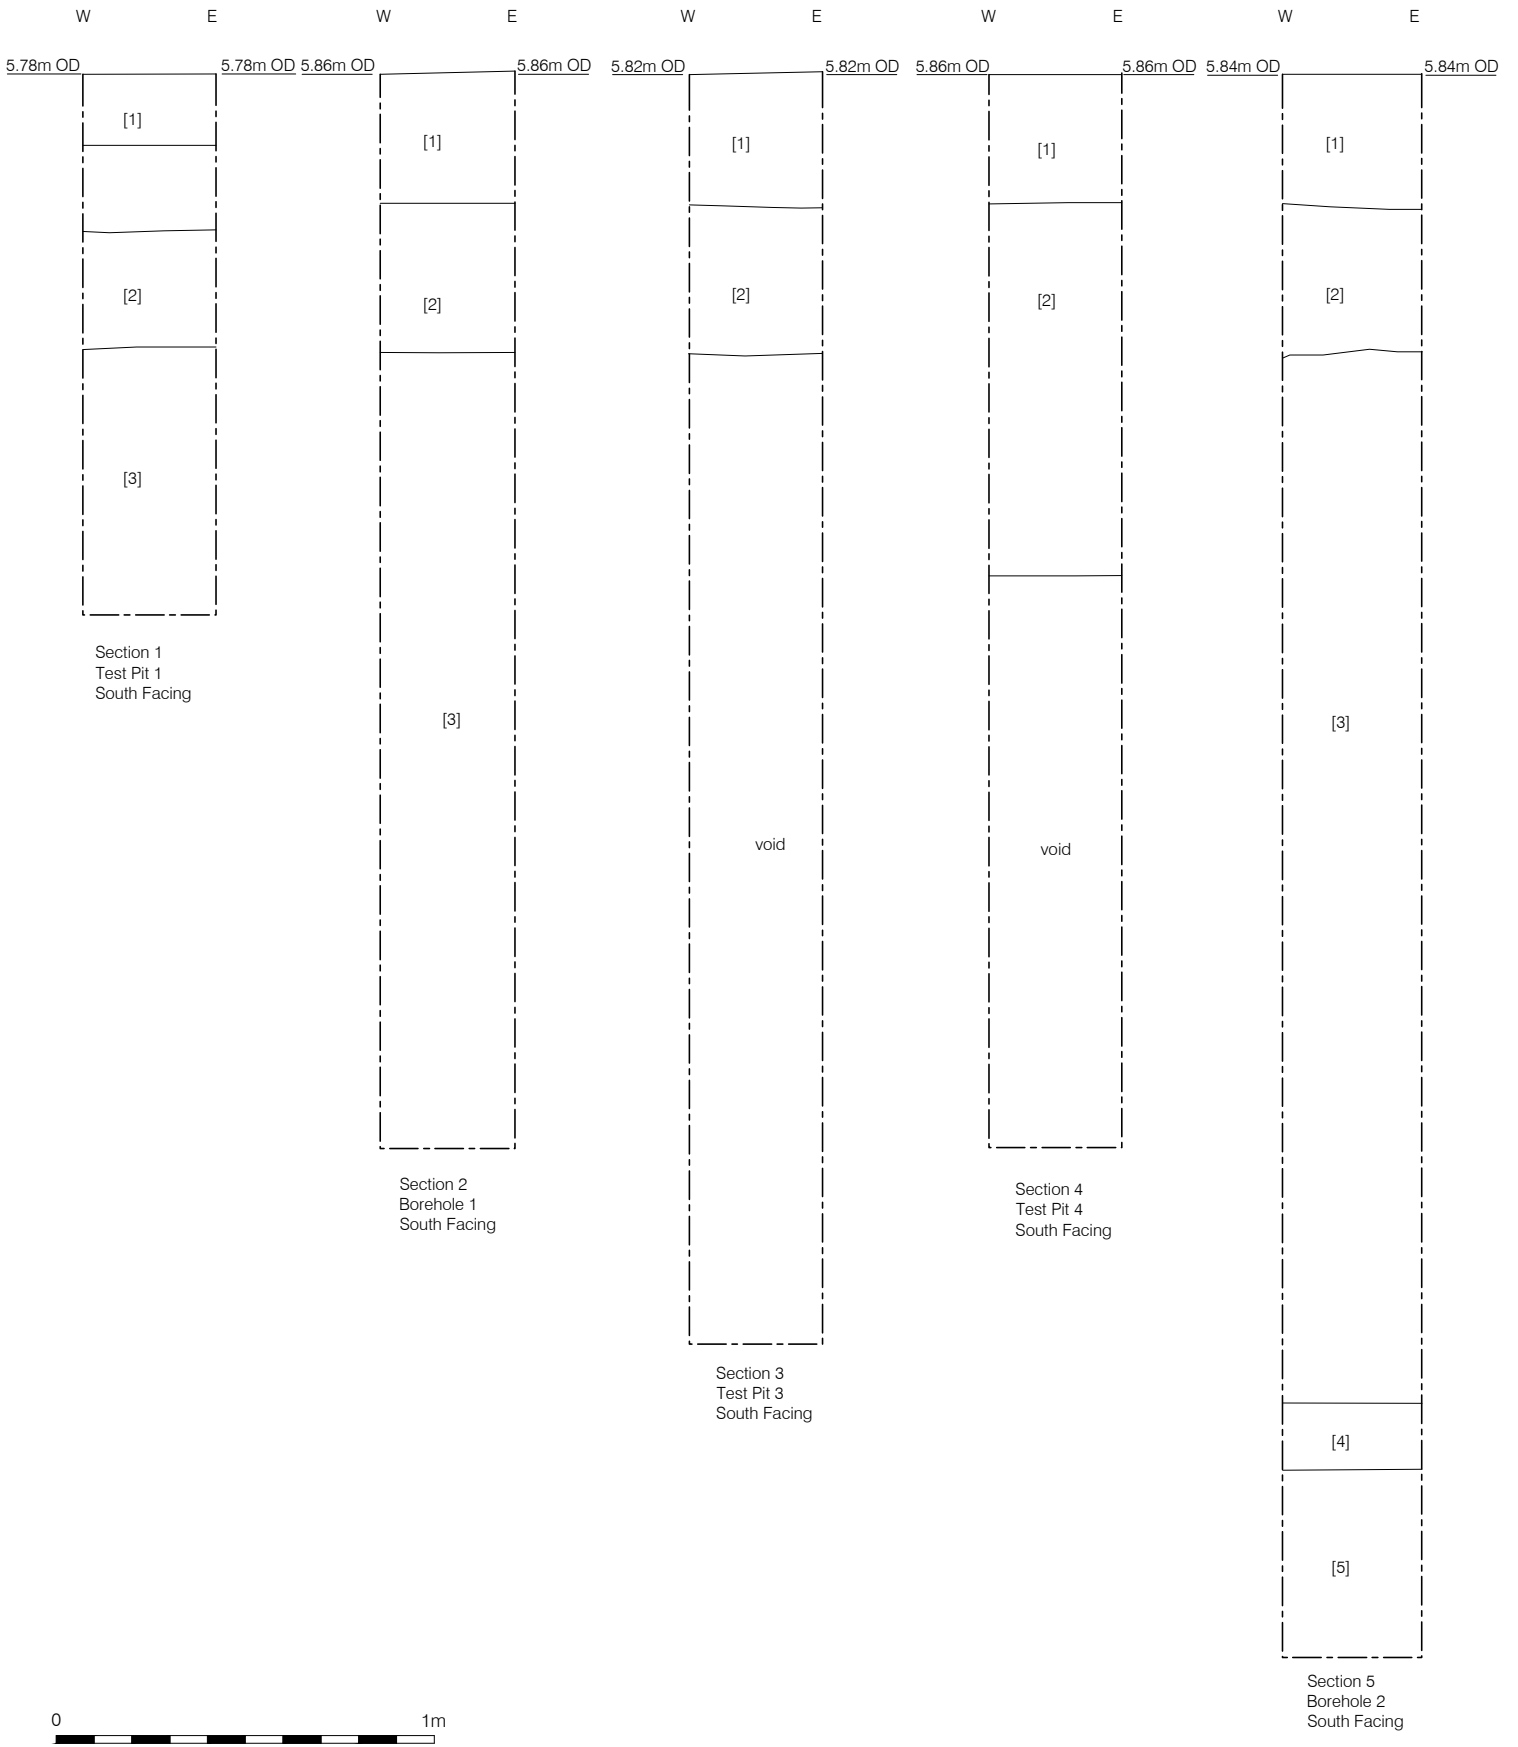 W E W E W E W E W E
5.78m OD 5.78m OD 5.86m OD 5.86m OD 5.82m OD 5.82m OD 5.86m OD 5.86m OD 5.84m OD 5.84m OD
[1]
[2]
[3]
Section 1
Test Pit 1
South Facing
[1]
[2]
[3]
Section 2
Borehole 1
South Facing
[1]
[2]
void
Section 3
Test Pit 3
South Facing
[1]
[2]
void
Section 4
Test Pit 4
South Facing
[1]
[2]
[3]
[4]
[5]
Section 5
Borehole 2
South Facing
0 1m